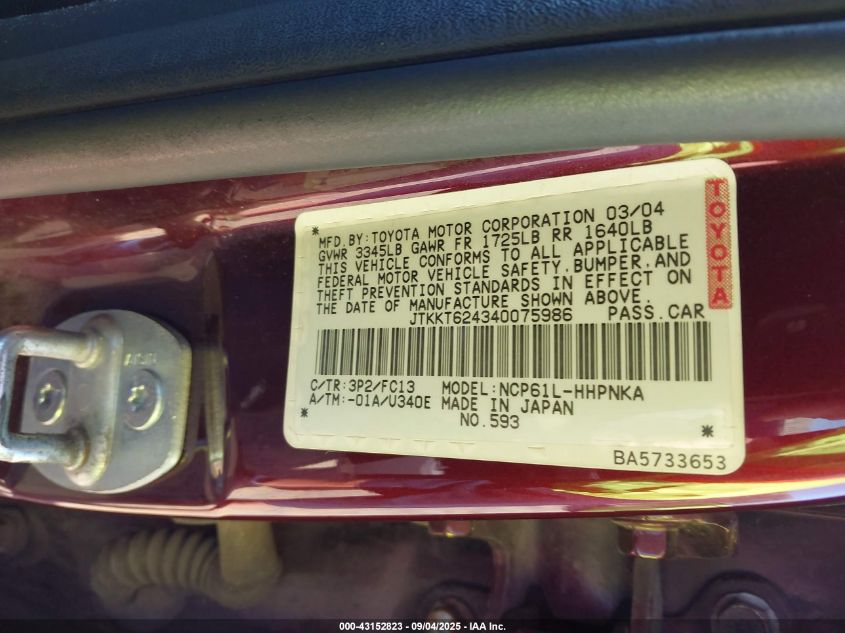 * MFD.BY:TOYOTA MOTOR CORPORATION 03/04
GVWR 3345LB GAWR FR 1725LB RR 1640LB
THIS VEHICLE CONFORMS TO ALL APPLICABLE
FEDERAL MOTOR VEHICLE SAFETY,BUMPER,AND
THEFT PREVENTION STANDARDS IN EFFECT ON
THE DATE OF MANUFACTURE SHOWN ABOVE.
JTKKT624340075986 PASS.CAR
TOYOTA
C/TR:3P2/FC13 MODEL:NCP61L-HHPNKA
* A/TM:-01A/U340E MADE IN JAPAN
NO.593 *
BA5733653
000-43152823 - 09/04/2025 - IAA Inc.